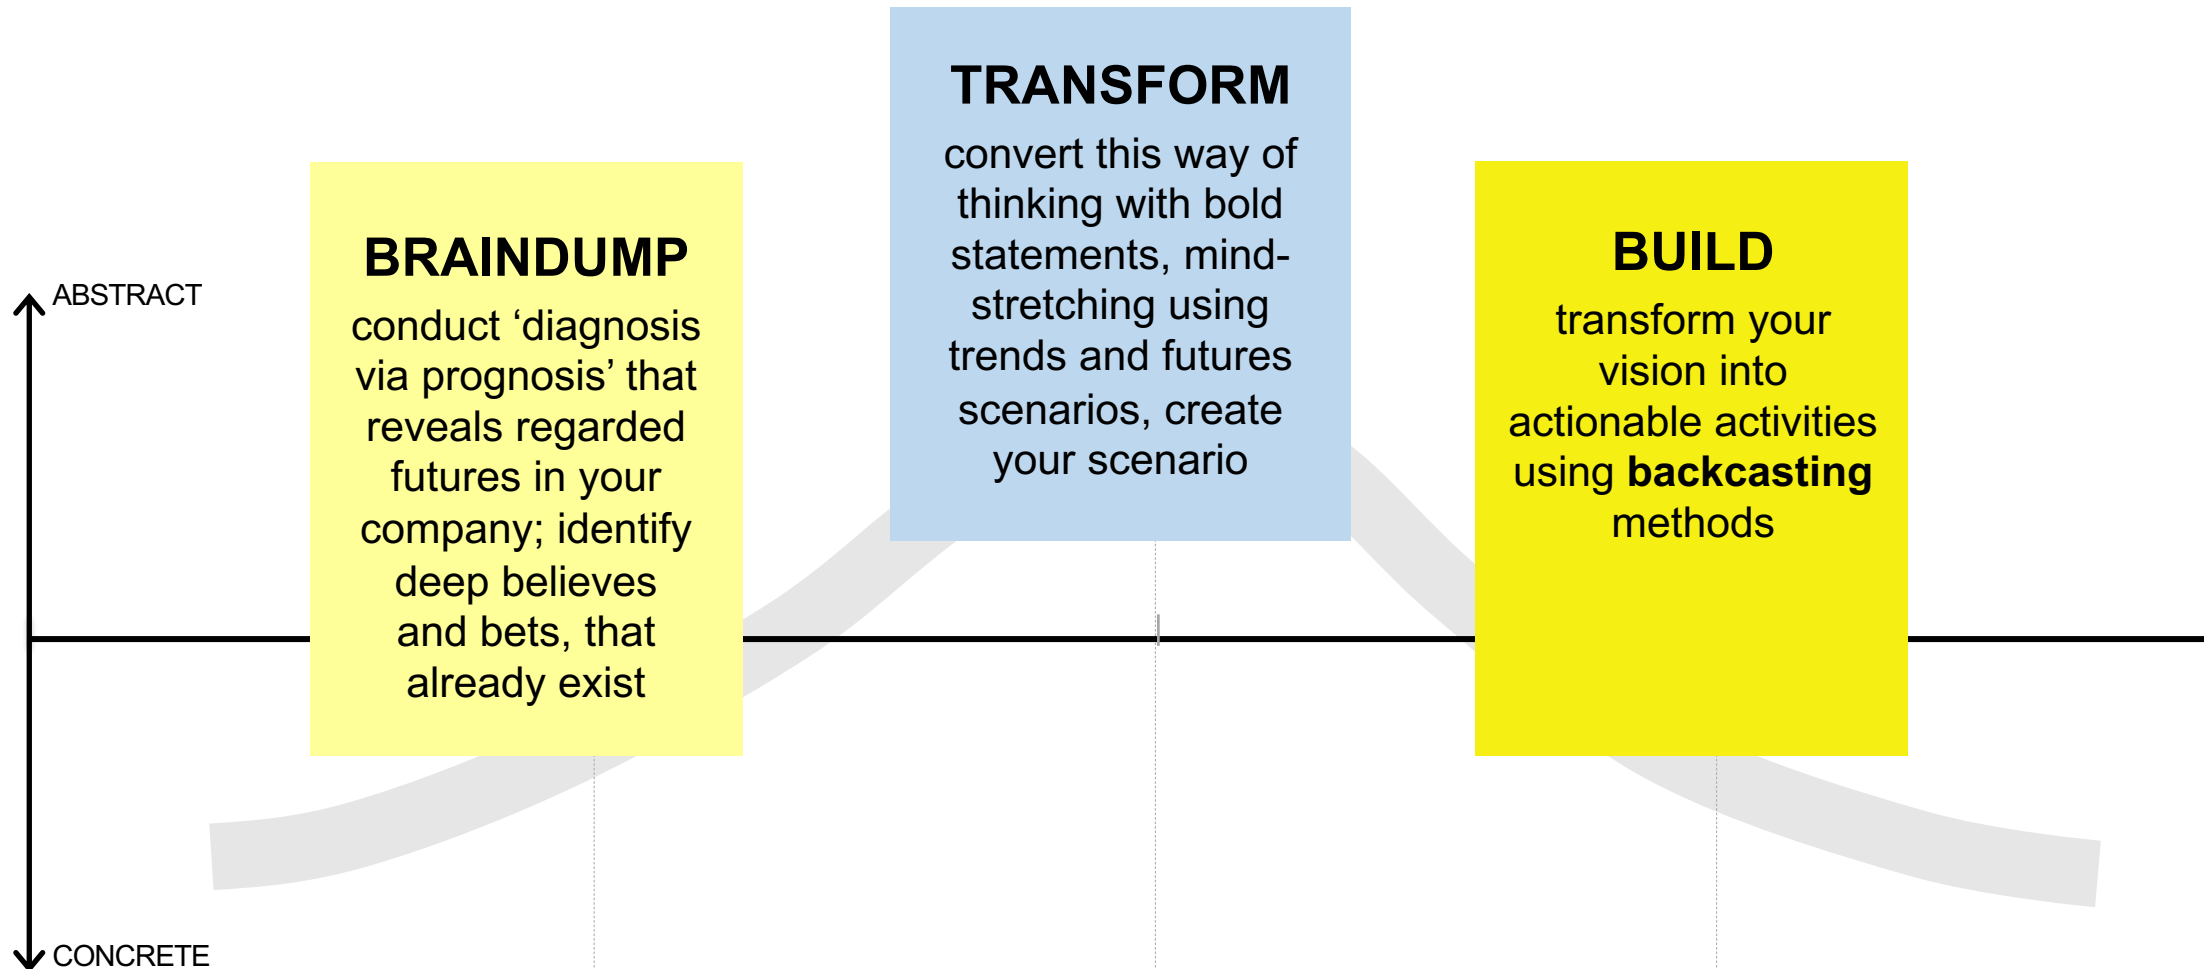 ABSTRACT
CONCRETE
BRAINDUMP
conduct ‘diagnosis
via prognosis’ that
reveals regarded
futures in your
company; identify
deep believes
and bets, that
already exist
TRANSFORM
convert this way of
thinking with bold
statements, mind-
stretching using
trends and futures
scenarios, create
your scenario
BUILD
transform your
vision into
actionable activities
using backcasting
methods